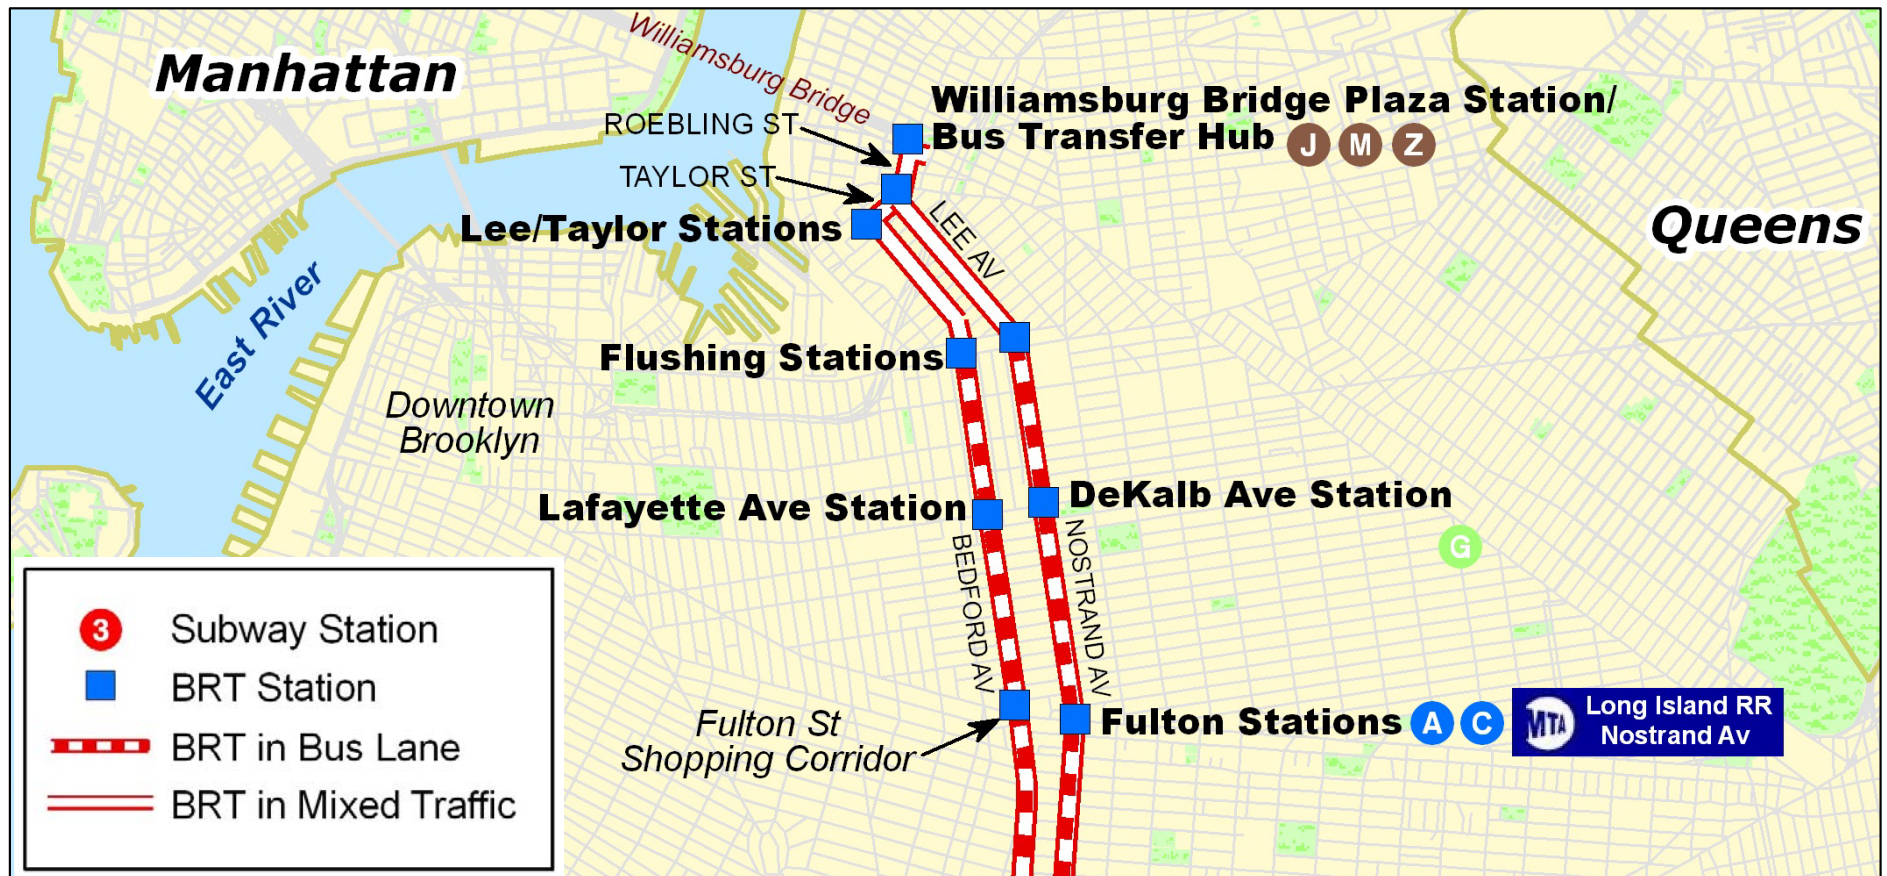 Manhattan
Williamsburg Bridge
Williamsburg Bridge Plaza Station/
Bus Transfer Hub J M Z
ROEBLING ST
TAYLOR ST
Lee/Taylor Stations
LEE AV
Queens
East River
Flushing Stations
Downtown
Brooklyn
Lafayette Ave Station
DeKalb Ave Station
G
BEDFORD AV
NOSTRAND AV
Fulton St
Shopping Corridor
Fulton Stations A C
MTA
Long Island RR
Nostrand Av
3 Subway Station
BRT Station
BRT in Bus Lane
BRT in Mixed Traffic